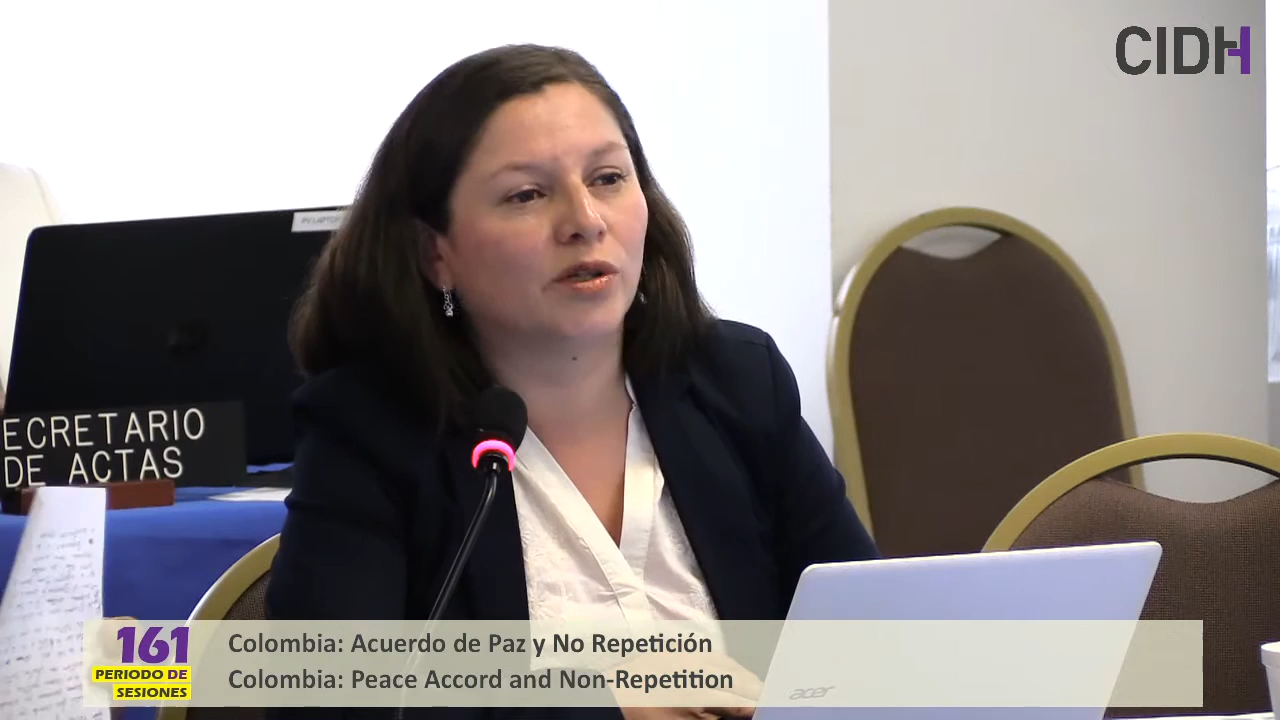 CIDH
ECRETARIO
DE ACTAS
161
PERIODO DE
SESIONES
Colombia: Acuerdo de Paz y No Repetición
Colombia: Peace Accord and Non-Repetition
acer